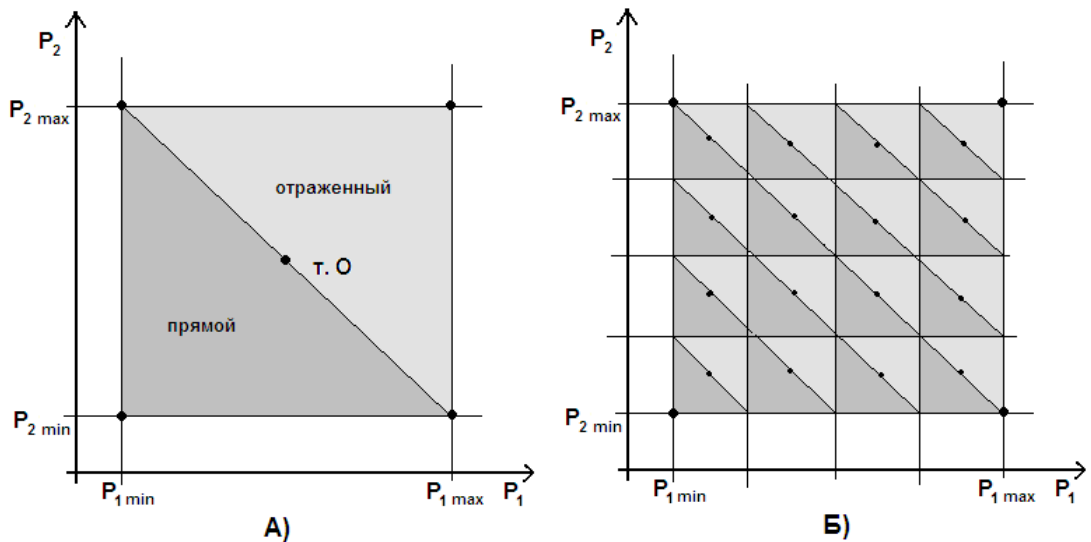 P2
P2 max
отраженный
т. О
прямой
P2 min
P1 min
P1 max
P1
А)
P2
P2 max
P2 min
P1 min
P1 max
P1
Б)